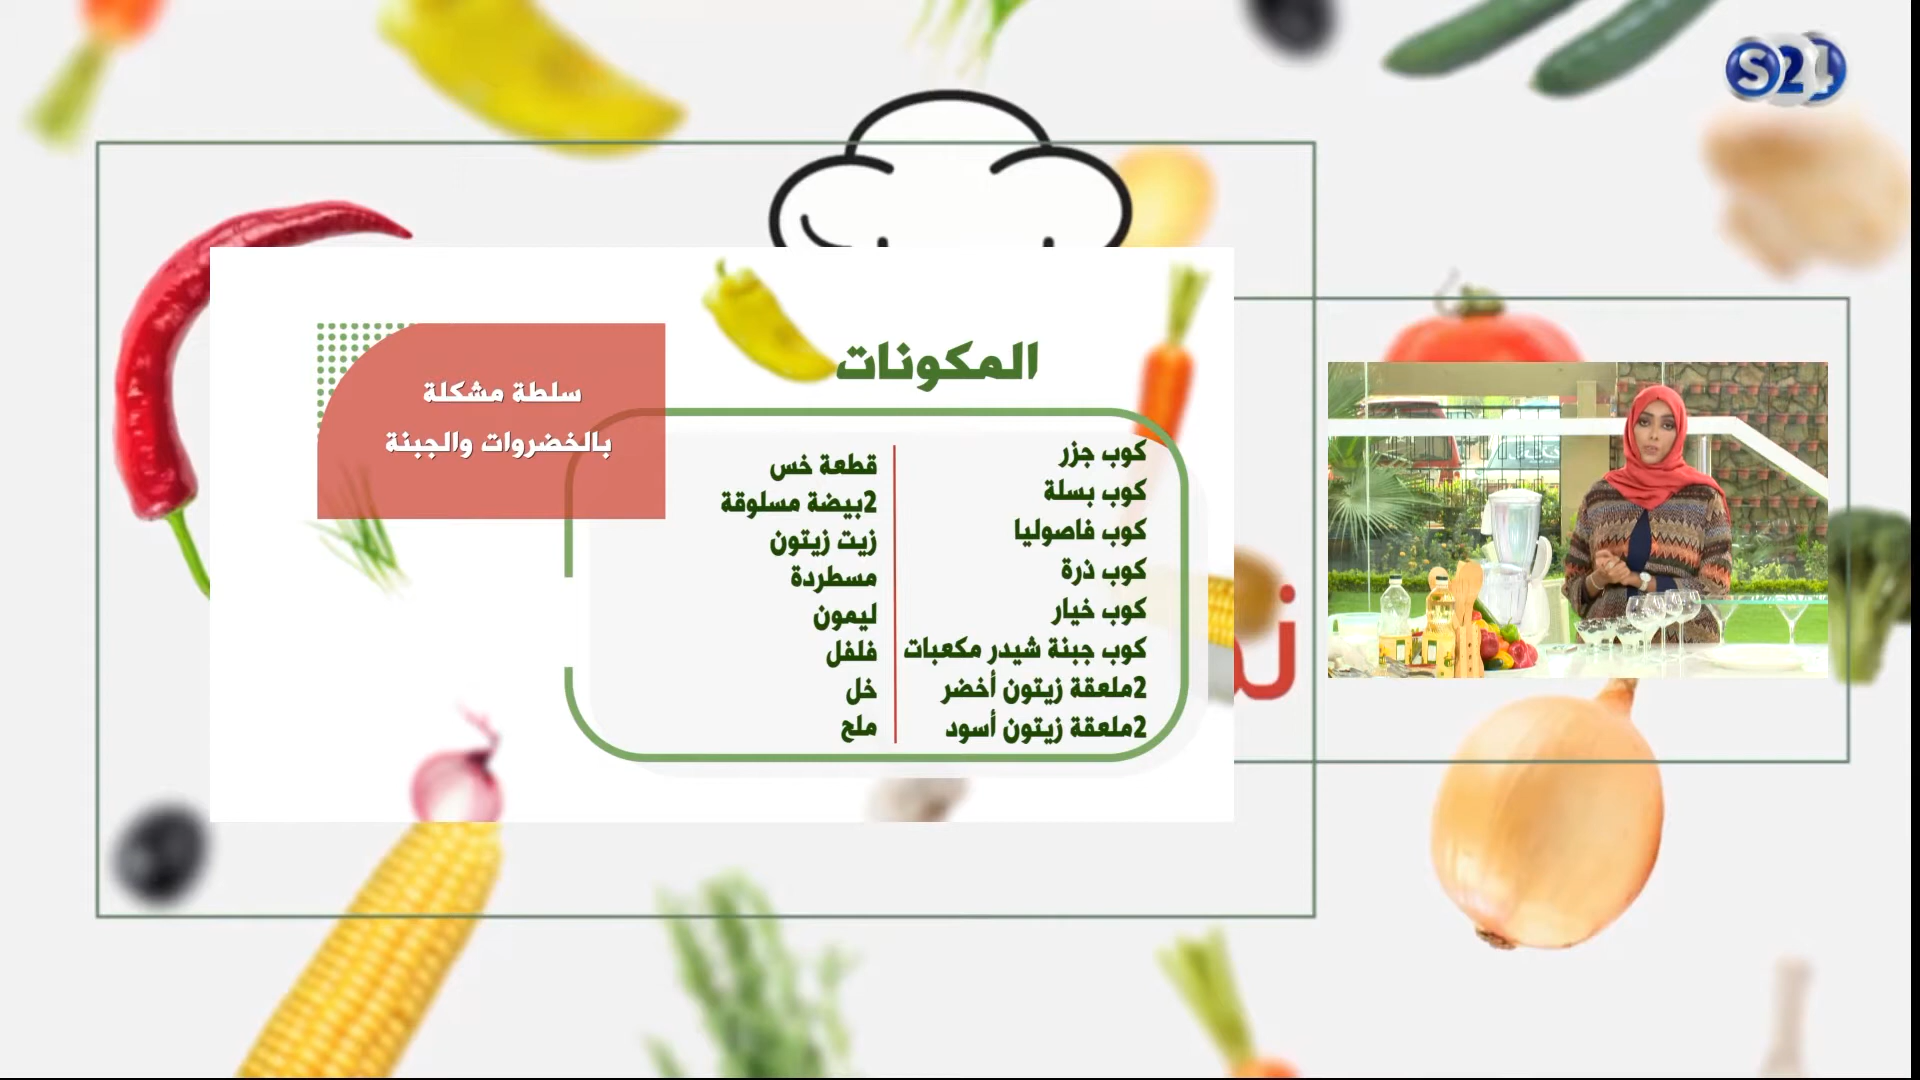 S24
المكونات
سلطة مشكلة
بالخضروات والجبنة
كوب جزر
كوب بسلة
كوب فاصوليا
كوب ذرة
كوب خيار
كوب جبنة شيدر مكعبات
2ملعقة زيتون أخضر
2ملعقة زيتون أسود
قطعة خس
2بيضة مسلوقة
زيت زيتون
مسطردة
ليمون
فلفل
خل
ملح